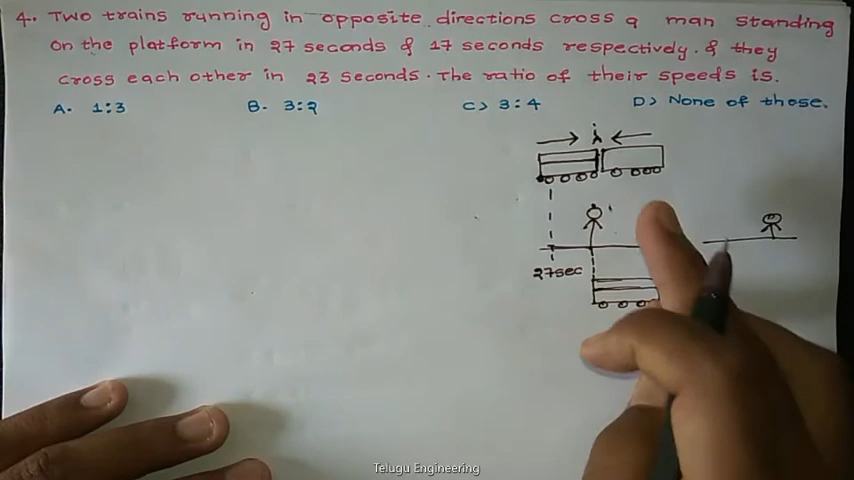 4. Two trains running in opposite directions cross a man standing
on the platform in 27 seconds & 17 seconds respectively. & they
cross each other in 23 seconds. The ratio of their speeds is.
A. 1:3 B. 3:2 C> 3:4 D> None of those.
27sec
Telugu Engineering